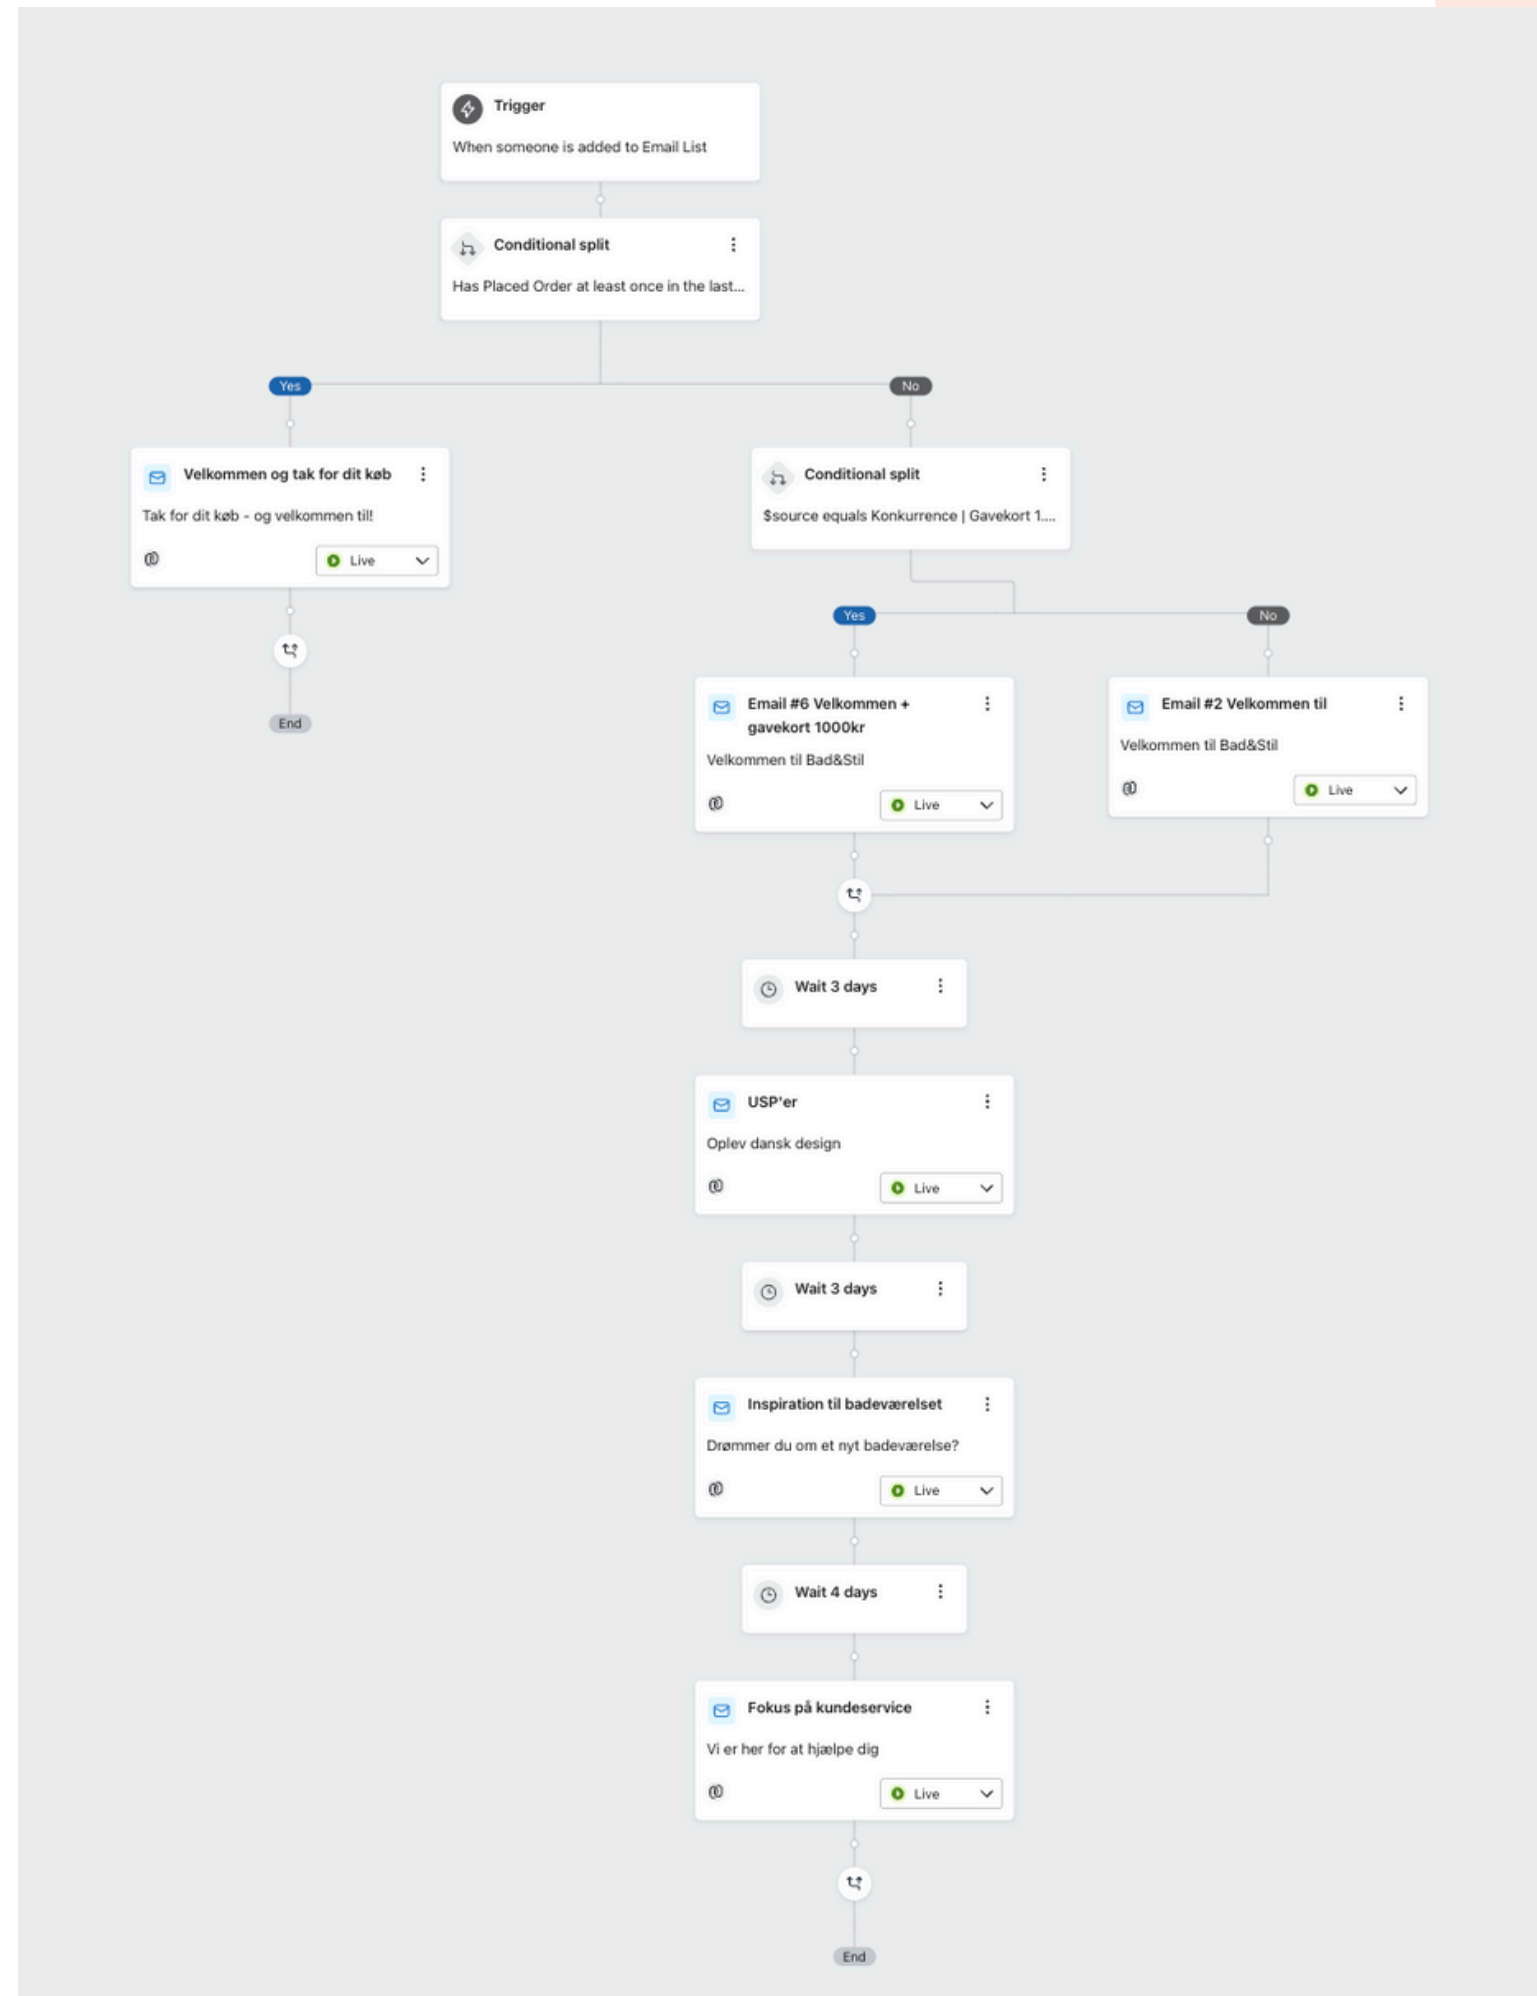 Trigger
When someone is added to Email List
Conditional split
Has Placed Order at least once in the last...
Yes
No
Velkommen og tak for dit køb
Tak for dit køb - og velkommen til!
Live
End
Conditional split
$source equals Konkurrence | Gavekort 1....
Yes
No
Email #6 Velkommen +
gavekort 1000kr
Velkommen til Bad&Stil
Live
Email #2 Velkommen til
Velkommen til Bad&Stil
Live
Wait 3 days
USP'er
Oplev dansk design
Live
Wait 3 days
Inspiration til badeværelset
Drømmer du om et nyt badeværelse?
Live
Wait 4 days
Fokus på kundeservice
Vi er her for at hjælpe dig
Live
End